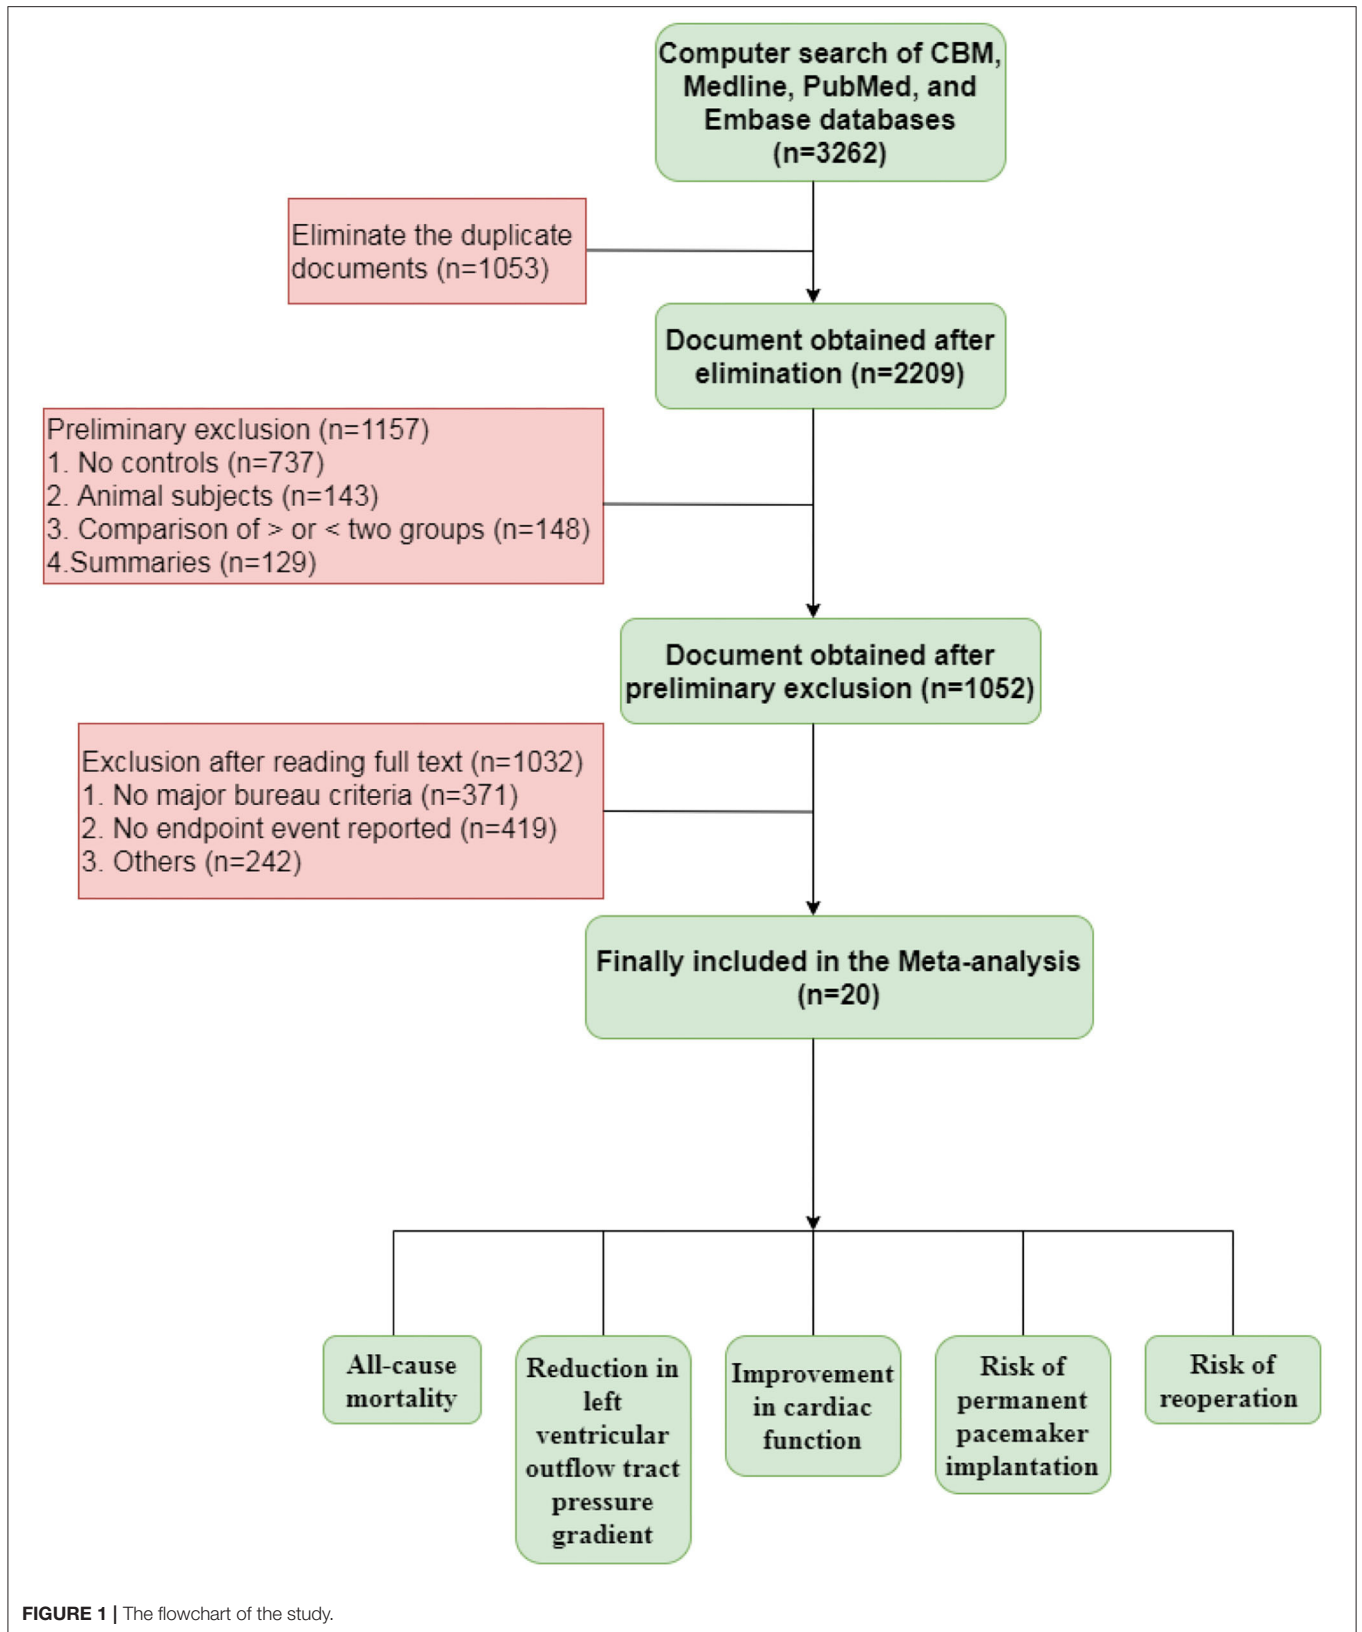 Computer search of CBM,
Medline, PubMed, and
Embase databases
(n=3262)
Eliminate the duplicate
documents (n=1053)
Document obtained after
elimination (n=2209)
Preliminary exclusion (n=1157)
1. No controls (n=737)
2. Animal subjects (n=143)
3. Comparison of > or < two groups (n=148)
4.Summaries (n=129)
Document obtained after
preliminary exclusion (n=1052)
Exclusion after reading full text (n=1032)
1. No major bureau criteria (n=371)
2. No endpoint event reported (n=419)
3. Others (n=242)
Finally included in the Meta-analysis
(n=20)
All-cause
mortality
Reduction in
left
ventricular
outflow tract
pressure
gradient
Improvement
in cardiac
function
Risk of
permanent
pacemaker
implantation
Risk of
reoperation
FIGURE 1 | The flowchart of the study.